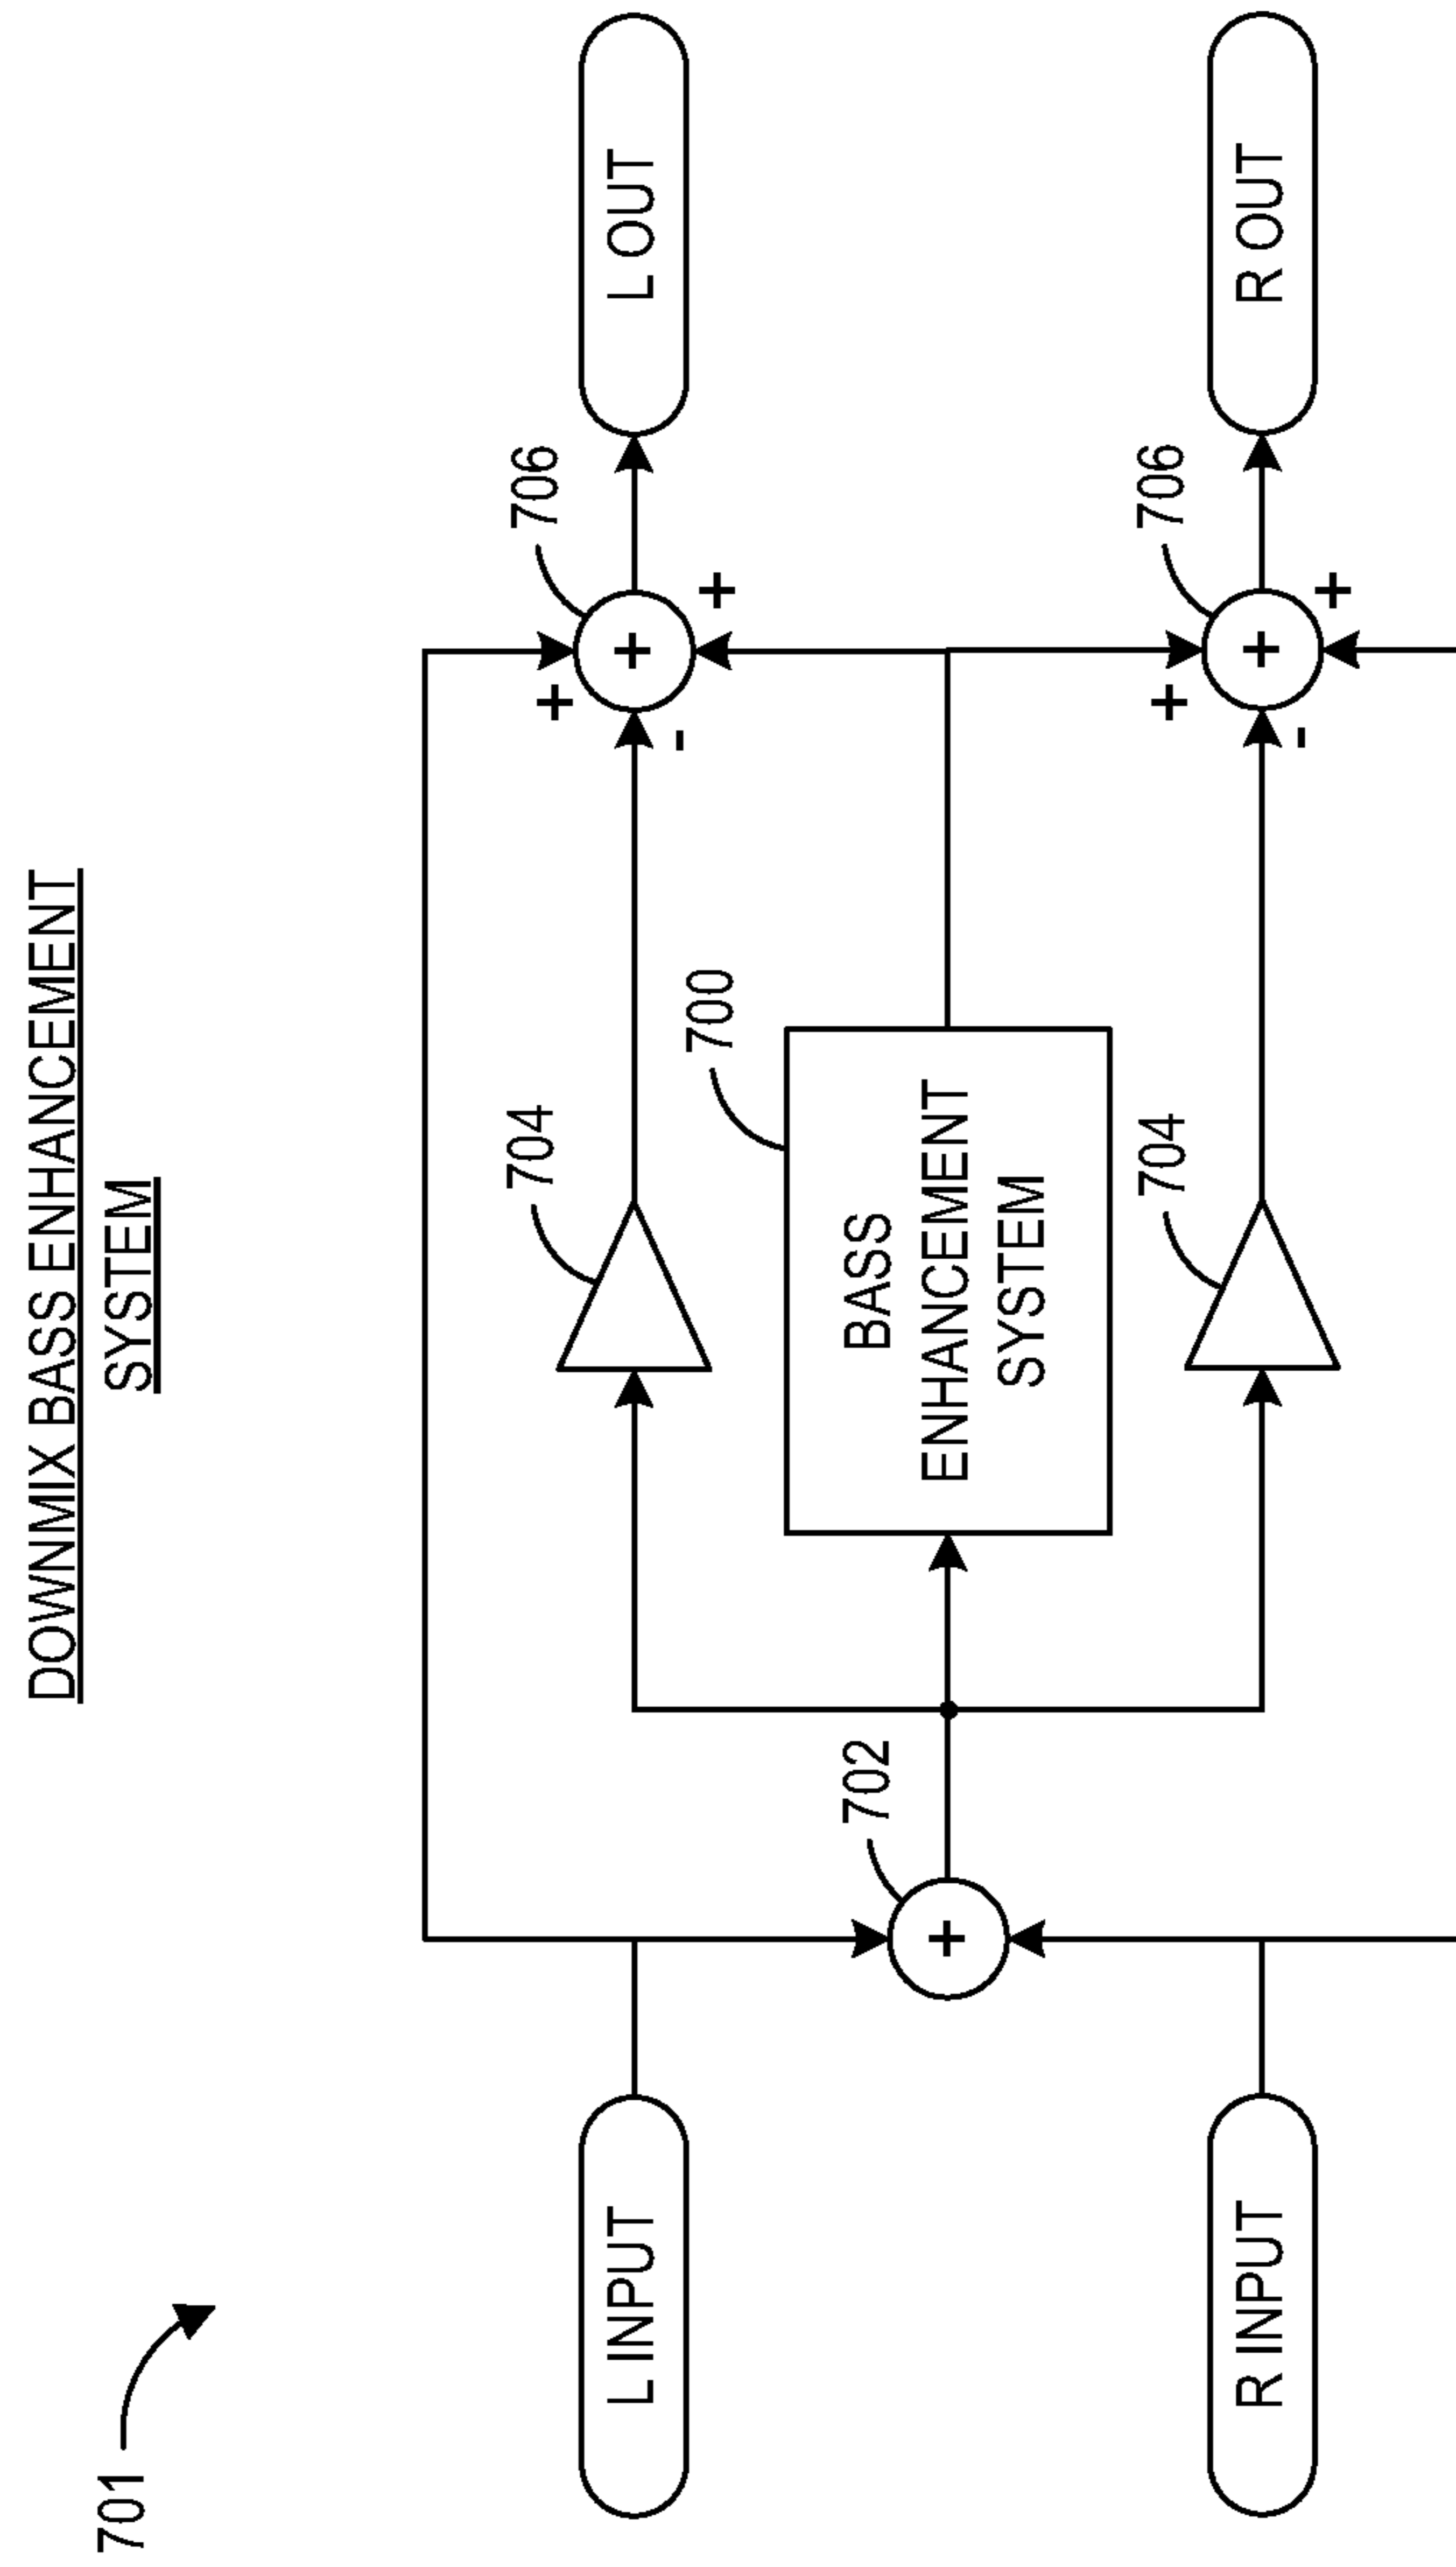 DOWNMIX BASS ENHANCEMENT
SYSTEM
701
L INPUT
702
+
704
700
BASS
ENHANCEMENT
SYSTEM
706
+
+
-
+
L OUT
R INPUT
704
706
+
+
-
+
R OUT